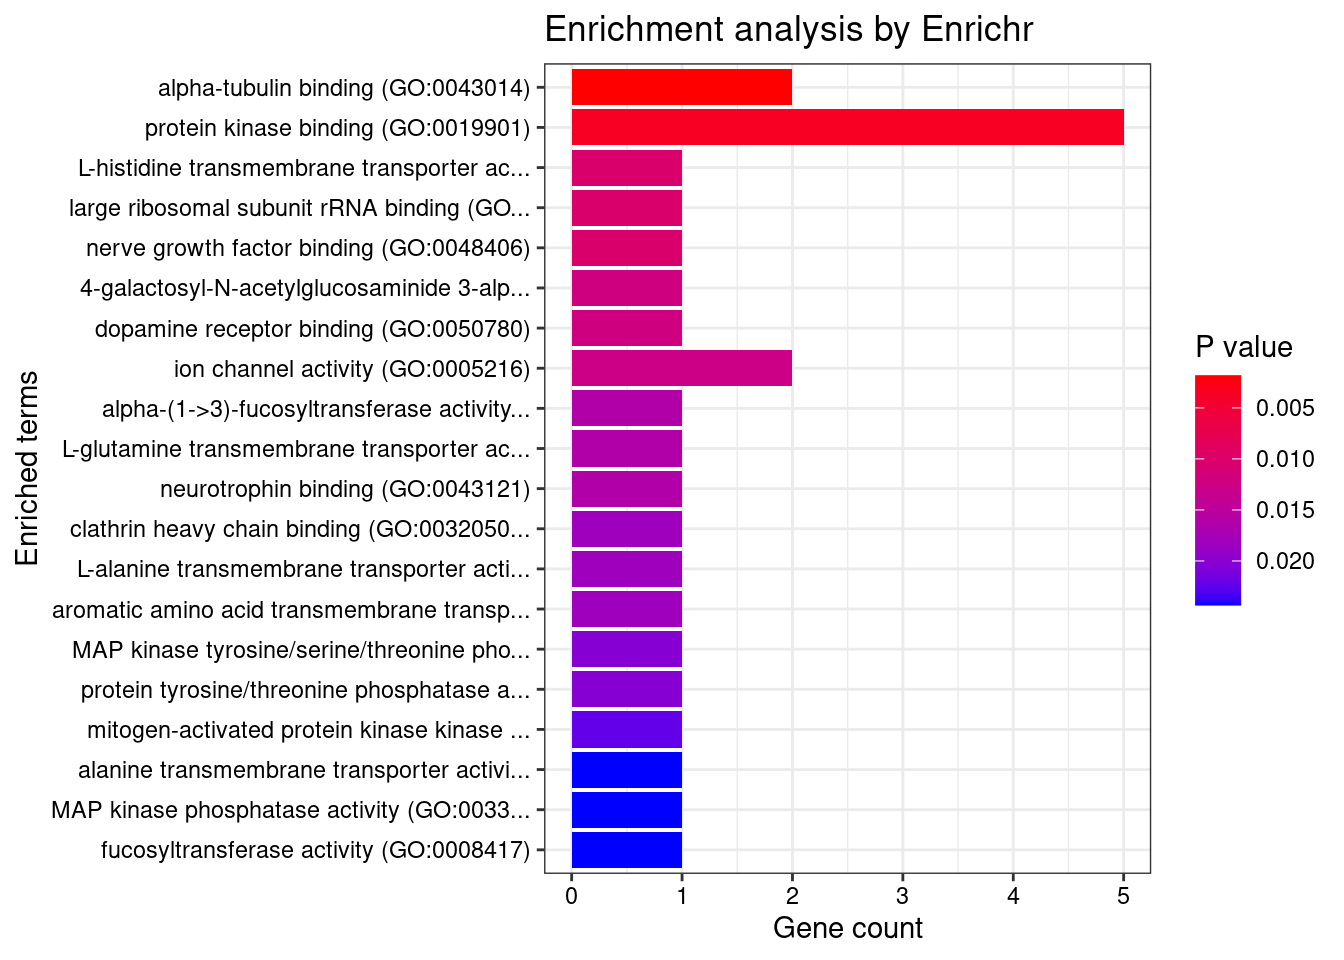 Enrichment analysis by Enrichr
alpha-tubulin binding (GO:0043014)
protein kinase binding (GO:0019901)
L-histidine transmembrane transporter ac...
large ribosomal subunit rRNA binding (GO...
nerve growth factor binding (GO:0048406)
4-galactosyl-N-acetylglucosaminide 3-alp...
dopamine receptor binding (GO:0050780)
ion channel activity (GO:0005216)
alpha-(1->3)-fucosyltransferase activity...
L-glutamine transmembrane transporter ac...
neurotrophin binding (GO:0043121)
clathrin heavy chain binding (GO:0032050...
L-alanine transmembrane transporter acti...
aromatic amino acid transmembrane transp...
MAP kinase tyrosine/serine/threonine pho...
protein tyrosine/threonine phosphatase a...
mitogen-activated protein kinase kinase ...
alanine transmembrane transporter activi...
MAP kinase phosphatase activity (GO:0033...
fucosyltransferase activity (GO:0008417)
Enriched terms
0 1 2 3 4 5
Gene count
P value
0.005
0.010
0.015
0.020